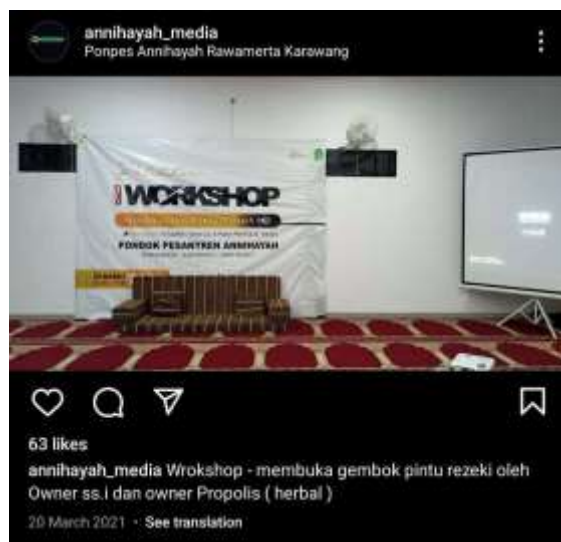 annihayah_media
Ponpes Annihayah Rawamerta Karawang
WORKSHOP
PONDOK PESANTREN ANNIHAYAH
63 likes
annihayah_media Wrokshop - membuka gembok pintu rezeki oleh
Owner ss.i dan owner Propolis ( herbal )
20 March 2021 · See translation